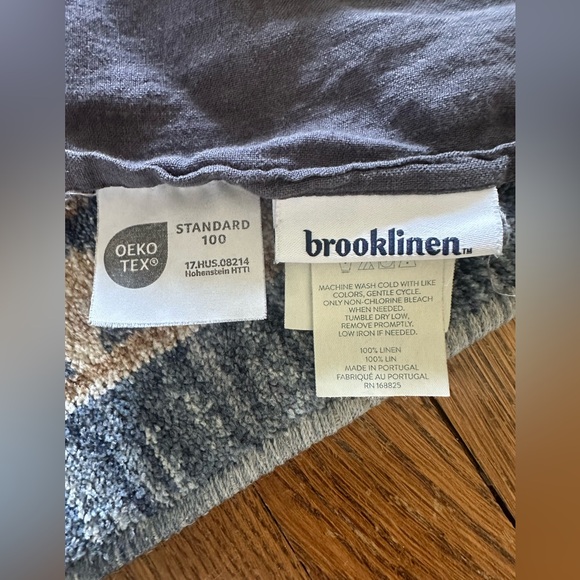 OEKO
TEX®
STANDARD
100
17.HUS.08214
Hohenstein HTTI
brooklinen™
MACHINE WASH COLD WITH LIKE
COLORS, GENTLE CYCLE.
ONLY NON-CHLORINE BLEACH
WHEN NEEDED.
TUMBLE DRY LOW,
REMOVE PROMPTLY.
LOW IRON IF NEEDED.
100% LINEN
100% LIN
MADE IN PORTUGAL
FABRIQUÉ AU PORTUGAL
RN 168825